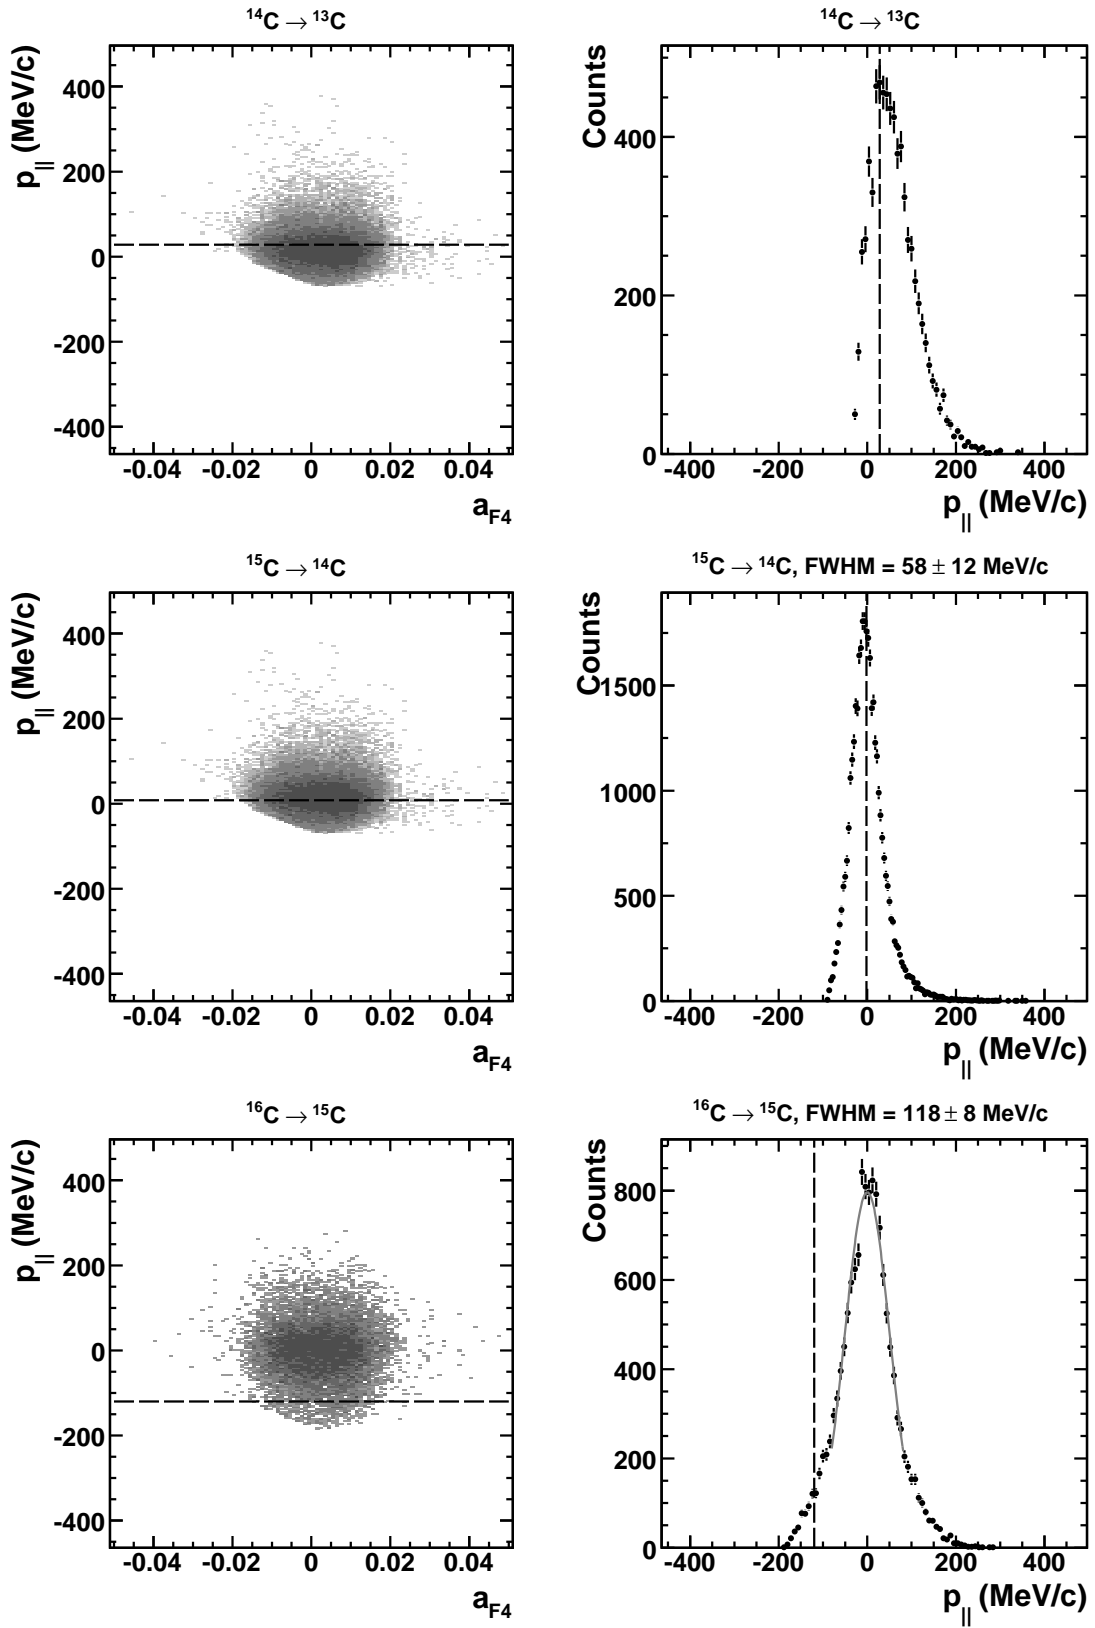 ¹⁴C → ¹³C
p|| (MeV/c)
400
200
0
-200
-400
-0.04 -0.02 0 0.02 0.04
aF4
¹⁴C → ¹³C
Counts
400
200
0
-400 -200 0 200 400
p|| (MeV/c)
¹⁵C → ¹⁴C
p|| (MeV/c)
400
200
0
-200
-400
-0.04 -0.02 0 0.02 0.04
aF4
¹⁵C → ¹⁴C, FWHM = 58 ± 12 MeV/c
Counts
1500
1000
500
0
-400 -200 0 200 400
p|| (MeV/c)
¹⁶C → ¹⁵C
p|| (MeV/c)
400
200
0
-200
-400
-0.04 -0.02 0 0.02 0.04
aF4
¹⁶C → ¹⁵C, FWHM = 118 ± 8 MeV/c
Counts
800
600
400
200
0
-400 -200 0 200 400
p|| (MeV/c)